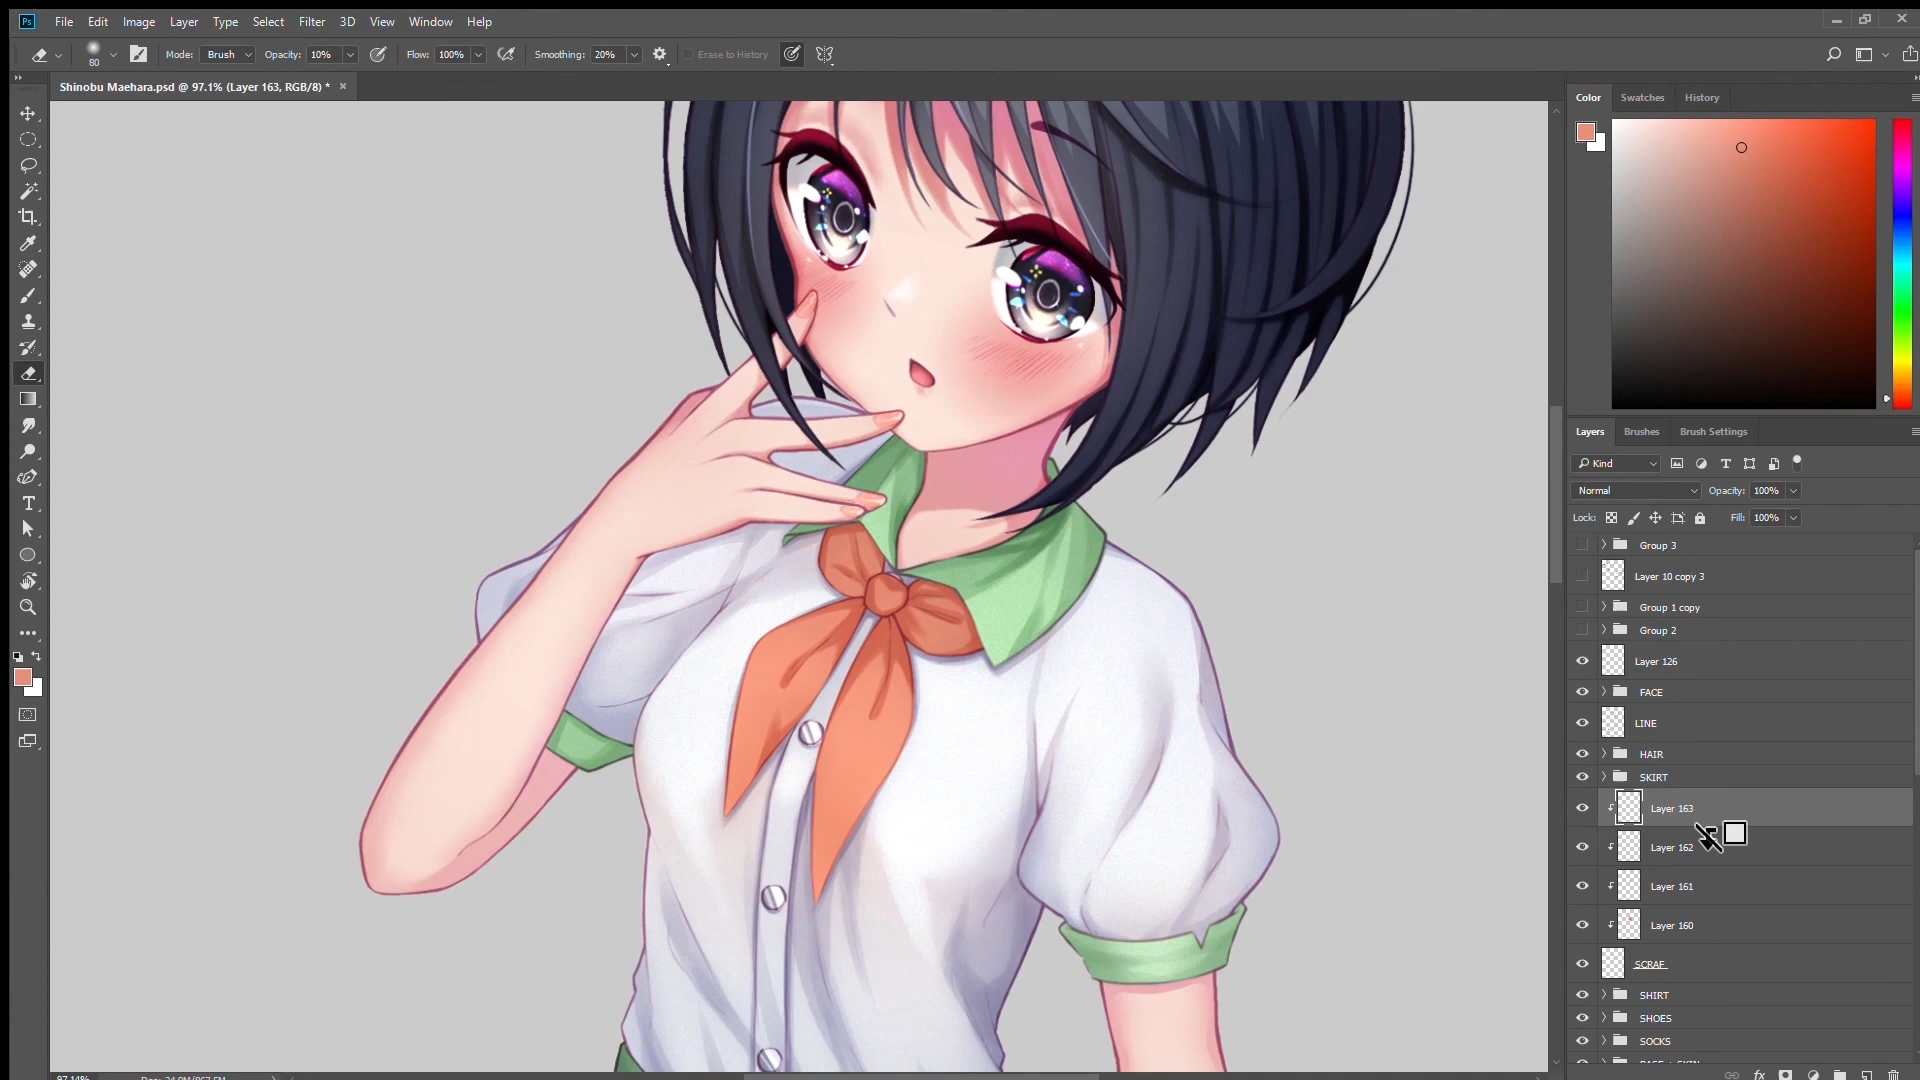 Ps File Edit Image Layer Type Select Filter 3D View Window Help
80 Mode: Brush Opacity: 10% Flow: 100% Smoothing: 20% Erase to History
Shinobu Maehara.psd @ 97.1% (Layer 163, RGB/8) *
Color Swatches History
Layers Brushes Brush Settings
Kind
Normal Opacity: 100%
Lock: Fill: 100%
Group 3
Layer 10 copy 3
Group 1 copy
Group 2
Layer 126
FACE
LINE
HAIR
SKIRT
Layer 163
Layer 162
Layer 161
Layer 160
SCRAF
SHIRT
SHOES
SOCKS
fx